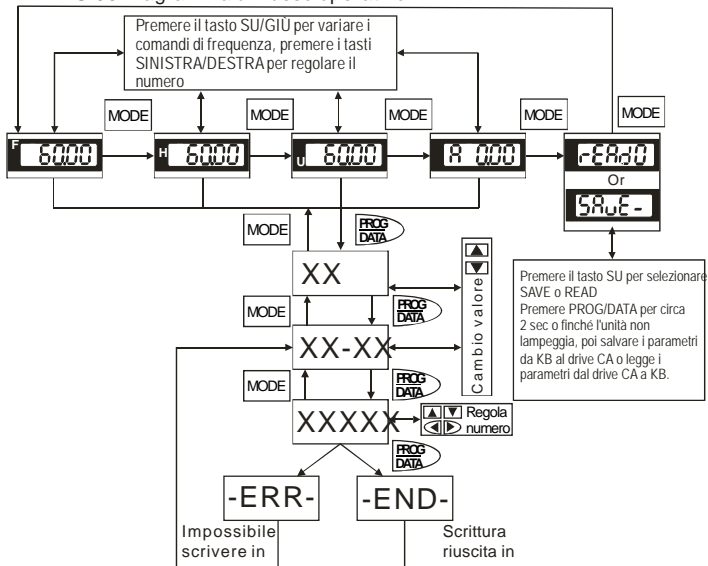 Premere il tasto SU/GIÙ per variare i
comandi di frequenza, premere i tasti
SINISTRA/DESTRA per regolare il
numero
MODE
MODE
MODE
MODE
MODE
F 60.00
H 60.00
U 60.00
A 0.00
rEAd0
Or
SAvE-
MODE
PROG
DATA
XX
MODE
PROG
DATA
XX-XX
MODE
PROG
DATA
XXXXX
PROG
DATA
Cambio valore
Regola
numero
Premere il tasto SU per selezionare
SAVE o READ
Premere PROG/DATA per circa
2 sec o finché l'unità non
lampeggia, poi salvare i parametri
da KB al drive CA o legge i
parametri dal drive CA a KB.
-ERR-
-END-
Impossibile
scrivere in
Scrittura
riuscita in